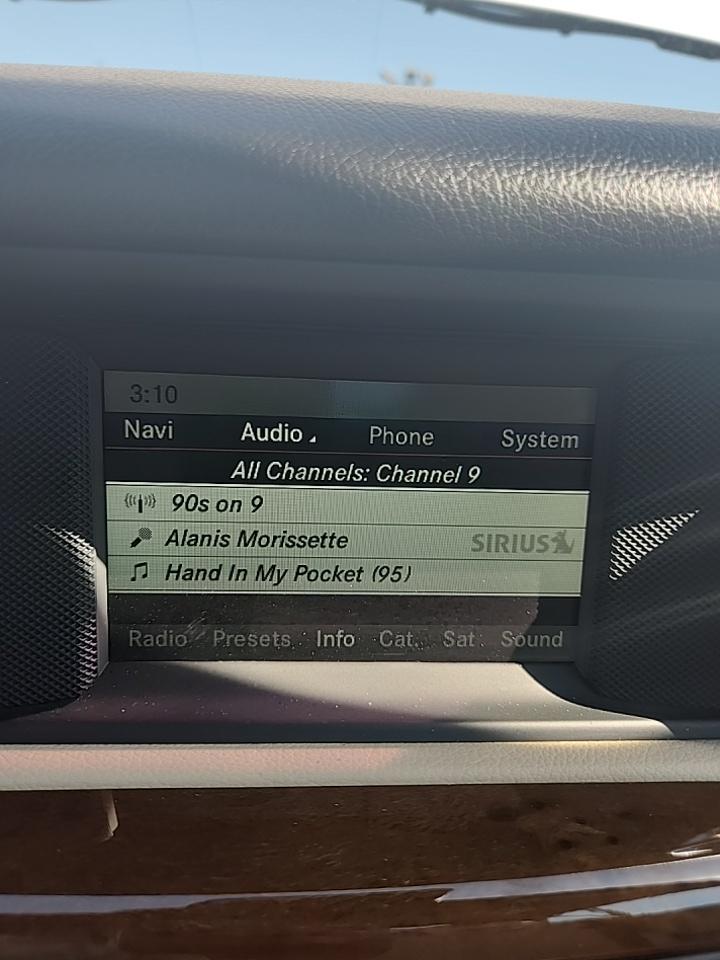 3:10
Navi Audio Phone System
All Channels: Channel 9
90s on 9
Alanis Morissette SIRIUS
Hand In My Pocket (95)
Radio Presets Info Cat. Sat Sound